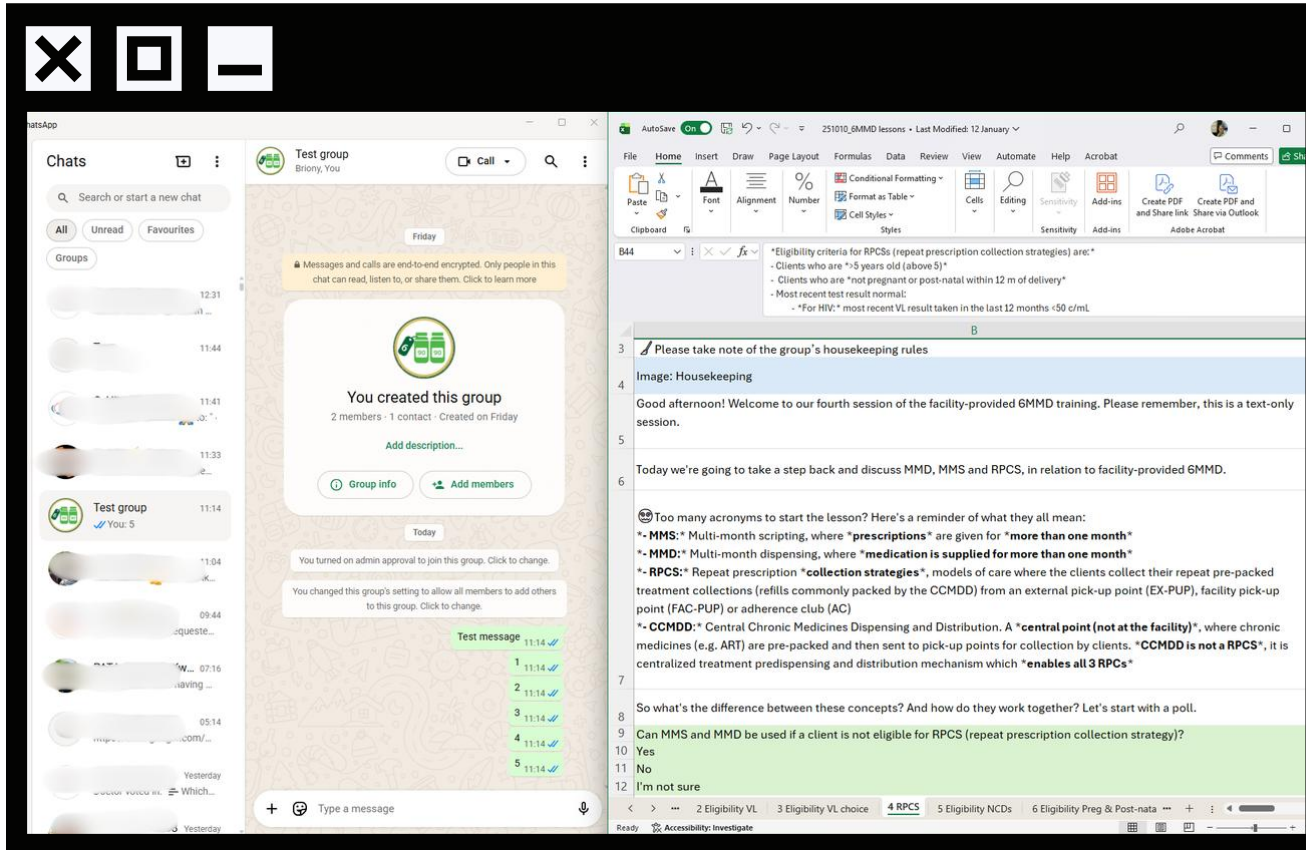 hatsApp
Chats
Search or start a new chat
All
Unread
Favourites
Groups
12:31
11:44
11:41
11:33
Test group
11:14
You: 5
11:04
09:44
equeste...
07:16
aving ...
05:14
com/...
Yesterday
Which...
Yesterday
Test group
Briony, You
Call
Friday
Messages and calls are end-to-end encrypted. Only people in this
chat can read, listen to, or share them. Click to learn more
90
90
You created this group
2 members · 1 contact · Created on Friday
Add description...
Group info
Add members
Today
You turned on admin approval to join this group. Click to change.
You changed this group's setting to allow all members to add others
to this group. Click to change.
Test message 11:14
1 11:14
2 11:14
3 11:14
4 11:14
5 11:14
Type a message
AutoSave On
251010_6MMD lessons • Last Modified: 12 January
File Home Insert Draw Page Layout Formulas Data Review View Automate Help Acrobat
Comments
Sha
Paste
Clipboard
Font
Alignment
Number
Conditional Formatting
Format as Table
Cell Styles
Styles
Cells
Editing
Sensitivity
Sensitivity
Add-ins
Add-ins
Create PDF
and Share link
Create PDF and
Share via Outlook
Adobe Acrobat
B44
fx
*Eligibility criteria for RPCSs (repeat prescription collection strategies) are:*
- Clients who are *>5 years old (above 5)*
- Clients who are *not pregnant or post-natal within 12 m of delivery*
- Most recent test result normal:
- *For HIV:* most recent VL result taken in the last 12 months <50 c/mL
B
3 Please take note of the group's housekeeping rules
4 Image: Housekeeping
Good afternoon! Welcome to our fourth session of the facility-provided 6MMD training. Please remember, this is a text-only
session.
5
6 Today we're going to take a step back and discuss MMD, MMS and RPCS, in relation to facility-provided 6MMD.
Too many acronyms to start the lesson? Here's a reminder of what they all mean:
*- MMS:* Multi-month scripting, where *prescriptions* are given for *more than one month*
*- MMD:* Multi-month dispensing, where *medication is supplied for more than one month*
*- RPCS:* Repeat prescription *collection strategies*, models of care where the clients collect their repeat pre-packed
treatment collections (refills commonly packed by the CCMDD) from an external pick-up point (EX-PUP), facility pick-up
point (FAC-PUP) or adherence club (AC)
*- CCMDD:* Central Chronic Medicines Dispensing and Distribution. A *central point (not at the facility)*, where chronic
medicines (e.g. ART) are pre-packed and then sent to pick-up points for collection by clients. *CCMDD is not a RPCS*, it is
centralized treatment predispensing and distribution mechanism which *enables all 3 RPCs*
7
8 So what's the difference between these concepts? And how do they work together? Let's start with a poll.
9 Can MMS and MMD be used if a client is not eligible for RPCS (repeat prescription collection strategy)?
10 Yes
11 No
12 I'm not sure
2 Eligibility VL
3 Eligibility VL choice
4 RPCS
5 Eligibility NCDs
6 Eligibility Preg & Post-nata
Ready
Accessibility: Investigate